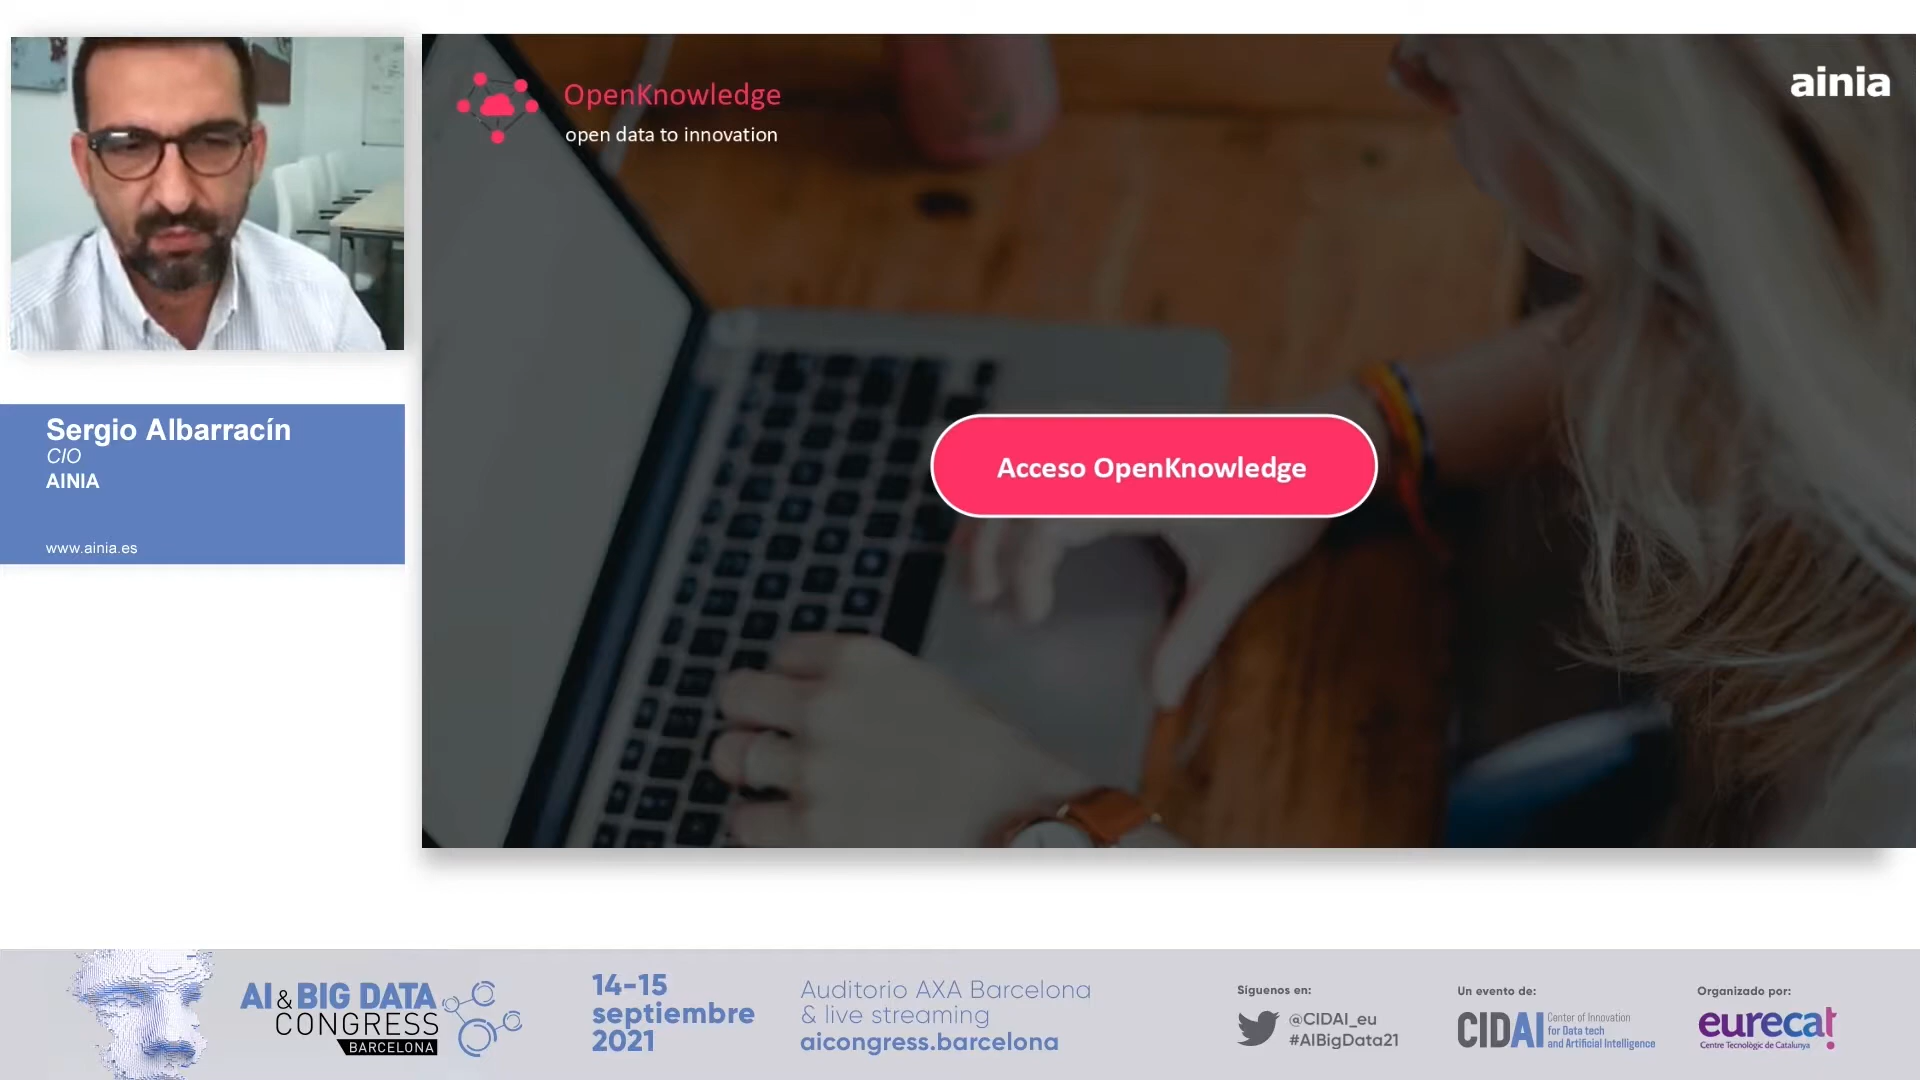 OpenKnowledge
open data to innovation
ainia
Acceso OpenKnowledge
Sergio Albarracín
CIO
AINIA
www.ainia.es
AI & BIG DATA
CONGRESS
BARCELONA
14-15
septiembre
2021
Auditorio AXA Barcelona
& live streaming
aicongress.barcelona
Síguenos en:
@CIDAI_eu
#AIBigData21
Un evento de:
CIDAI
Center of Innovation
for Data tech
and Artificial Intelligence
Organizado por:
eurecat
Centre Tecnològic de Catalunya